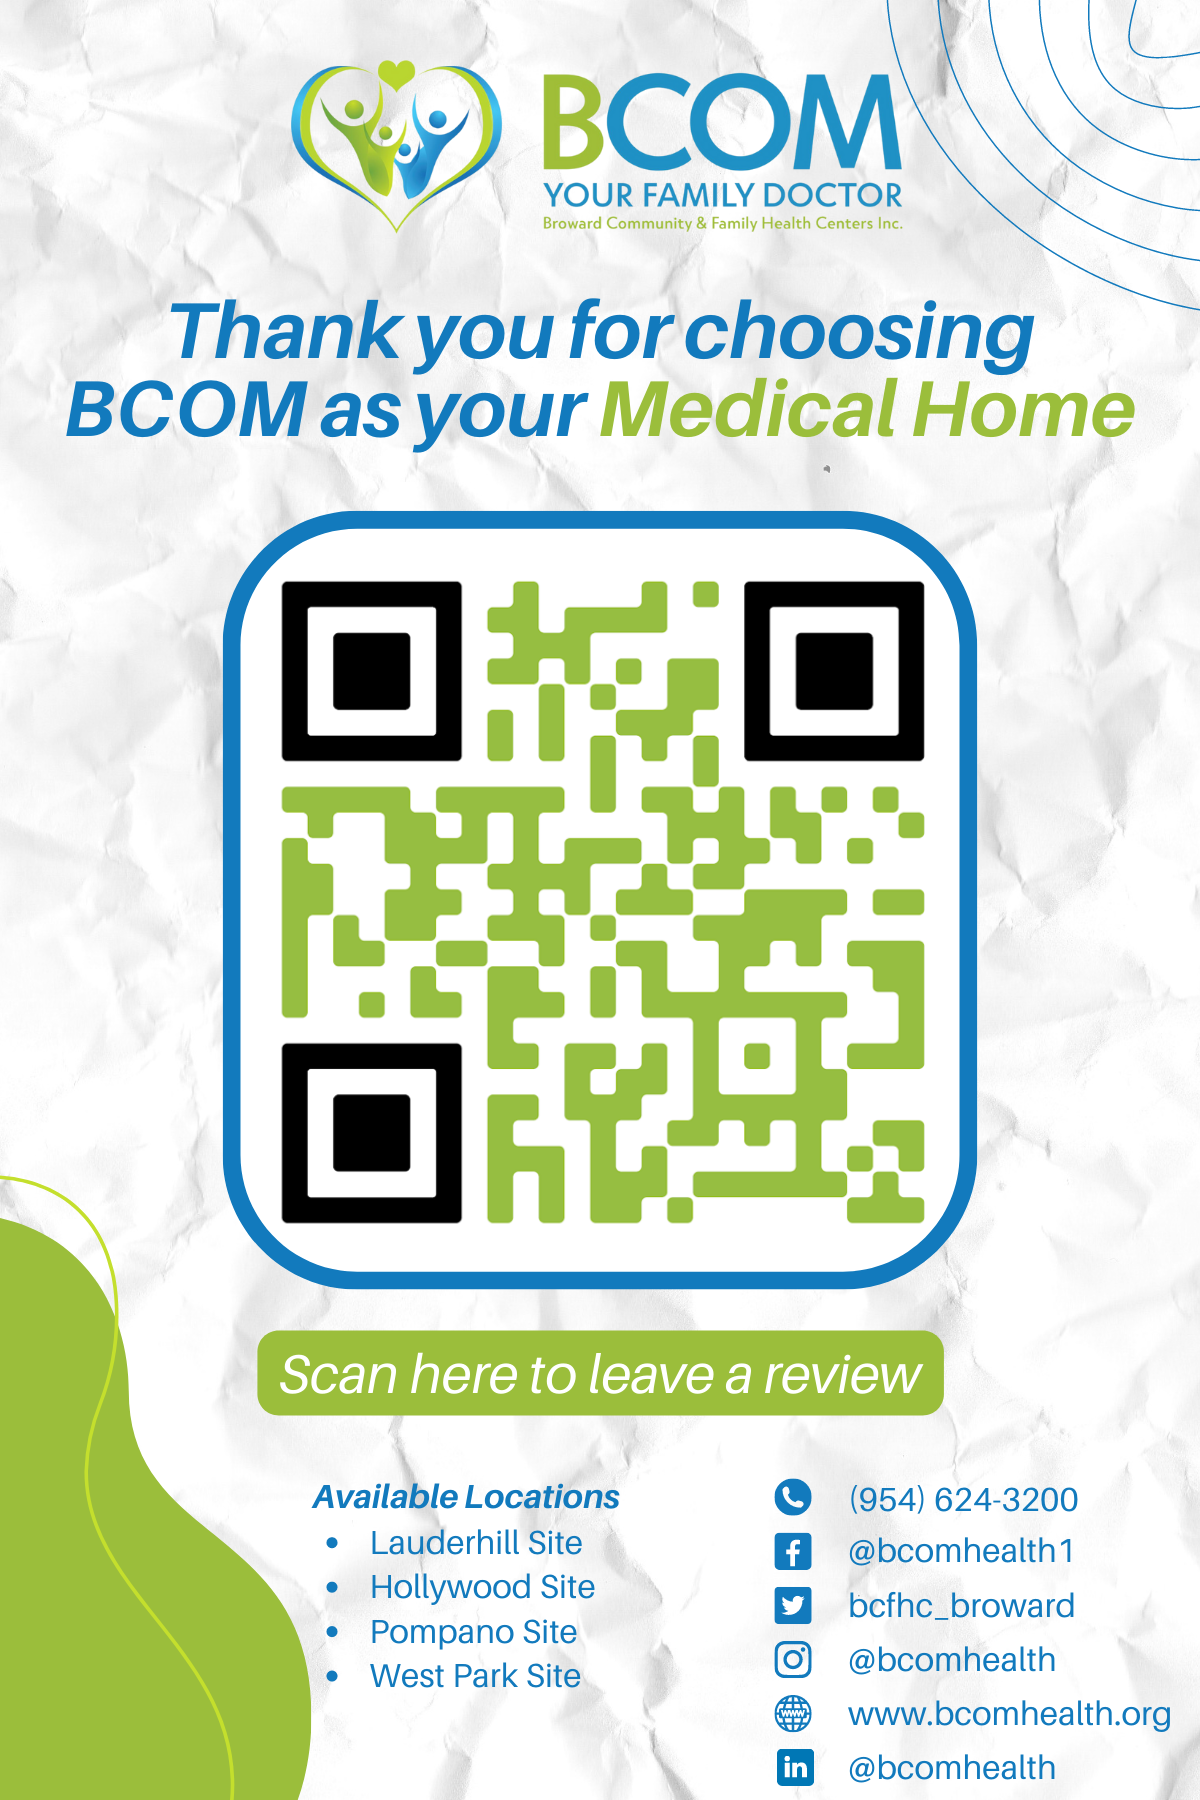 BCOM
YOUR FAMILY DOCTOR
Broward Community & Family Health Centers Inc.
Thank you for choosing
BCOM as your Medical Home
Scan here to leave a review
Available Locations
• Lauderhill Site
• Hollywood Site
• Pompano Site
• West Park Site
(954) 624-3200
@bcomhealth1
bcfhc_broward
@bcomhealth
www.bcomhealth.org
@bcomhealth